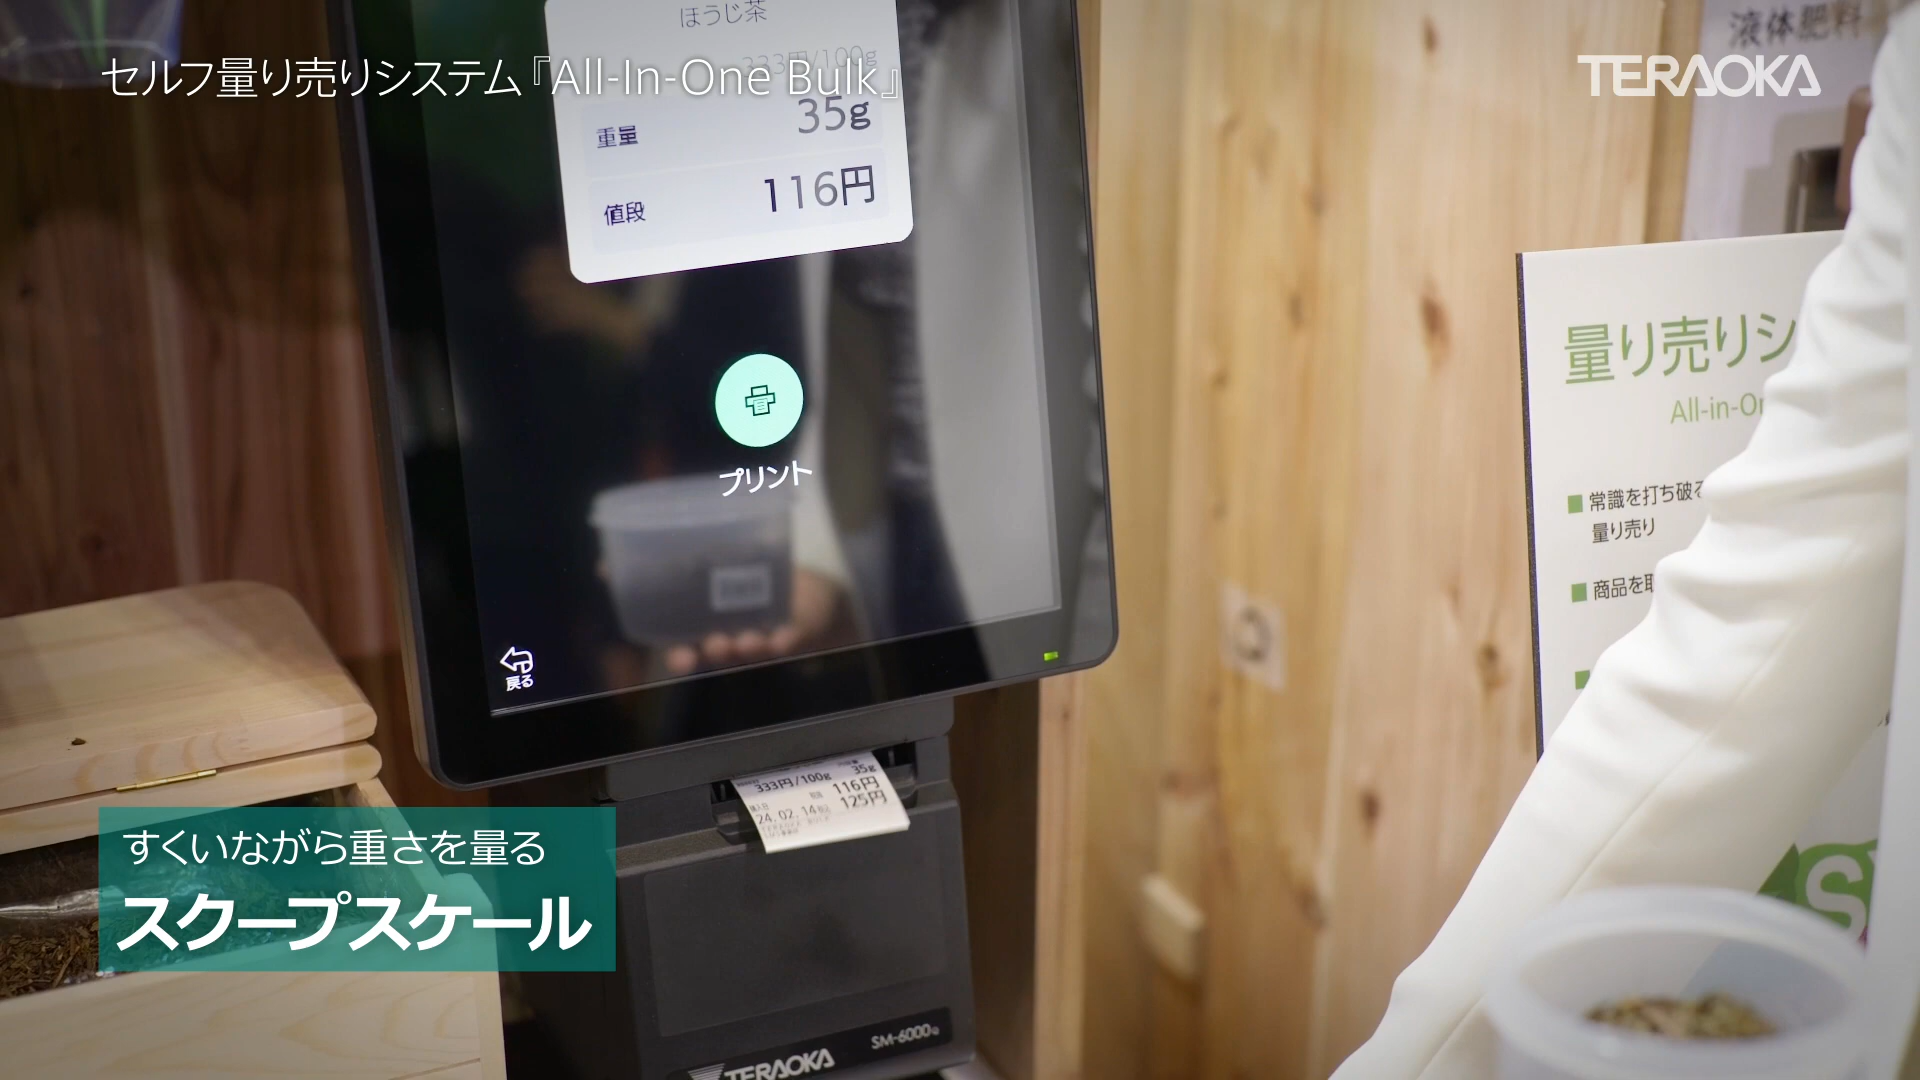 ほうじ茶
333円/100g
セルフ量り売りシステム『All-In-One Bulk』
TERAOKA
液体肥料
重量 35g
値段 116円
プリント
戻る
量り売りシ
All-in-On
常識を打ち破る
量り売り
商品を取
333円/100g 35g
116円
24.02.14 125円
すくいながら重さを量る
スクープスケール
SM-6000
TERAOKA